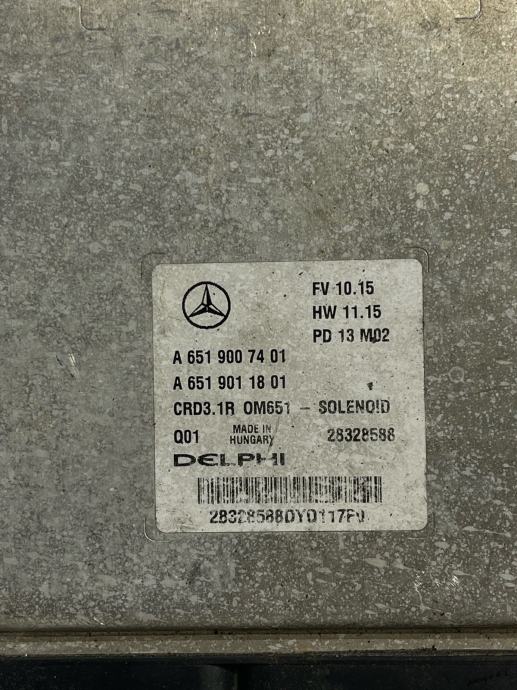 FV 10.15
HW 11.15
PD 13 M02
A 651 900 74 01
A 651 901 18 01
CRD3.1R OM651 - SOLENOID
Q01 MADE IN HUNGARY 28328588
DELPHI